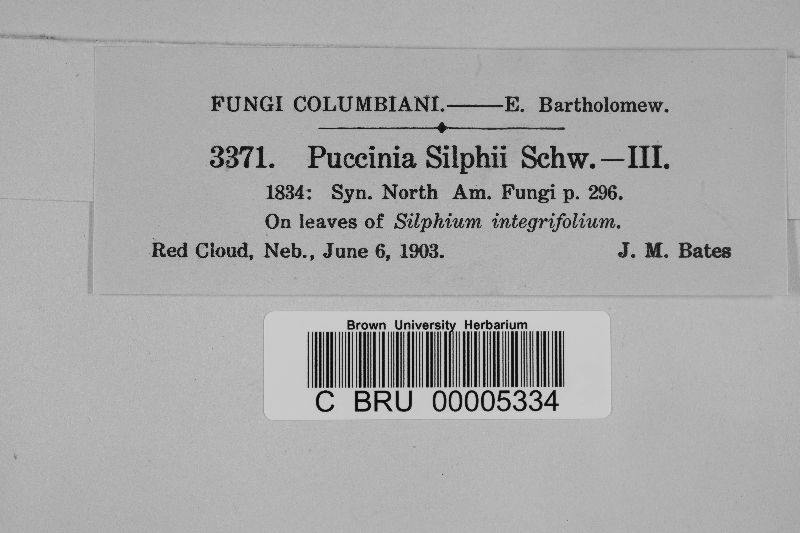 FUNGI COLUMBIANI.——E. Bartholomew.
3371. Puccinia Silphii Schw.—III.
1834: Syn. North Am. Fungi p. 296.
On leaves of Silphium integrifolium.
Red Cloud, Neb., June 6, 1903. J. M. Bates
Brown University Herbarium
C BRU 00005334